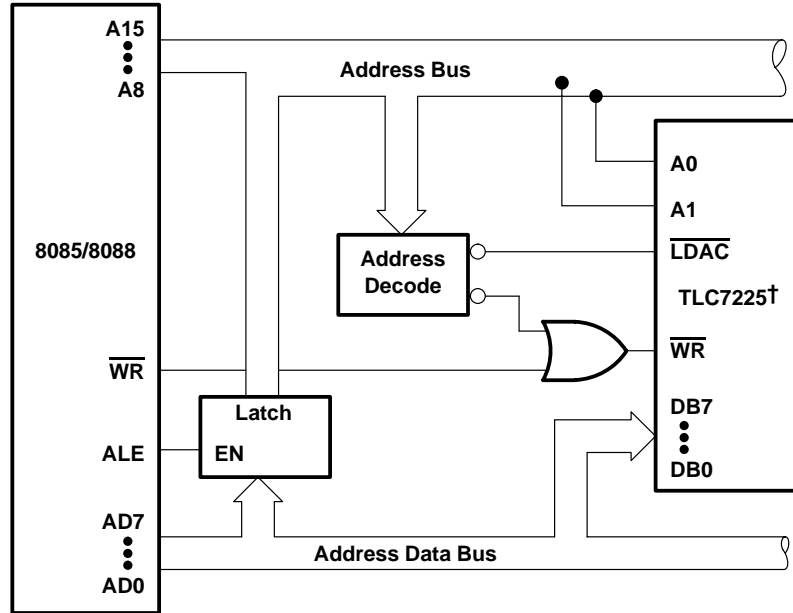 A15
A8
8085/8088
WR
ALE
AD7
AD0
Address Bus
Address
Decode
Latch
EN
Address Data Bus
A0
A1
LDAC
TLC7225†
WR
DB7
DB0